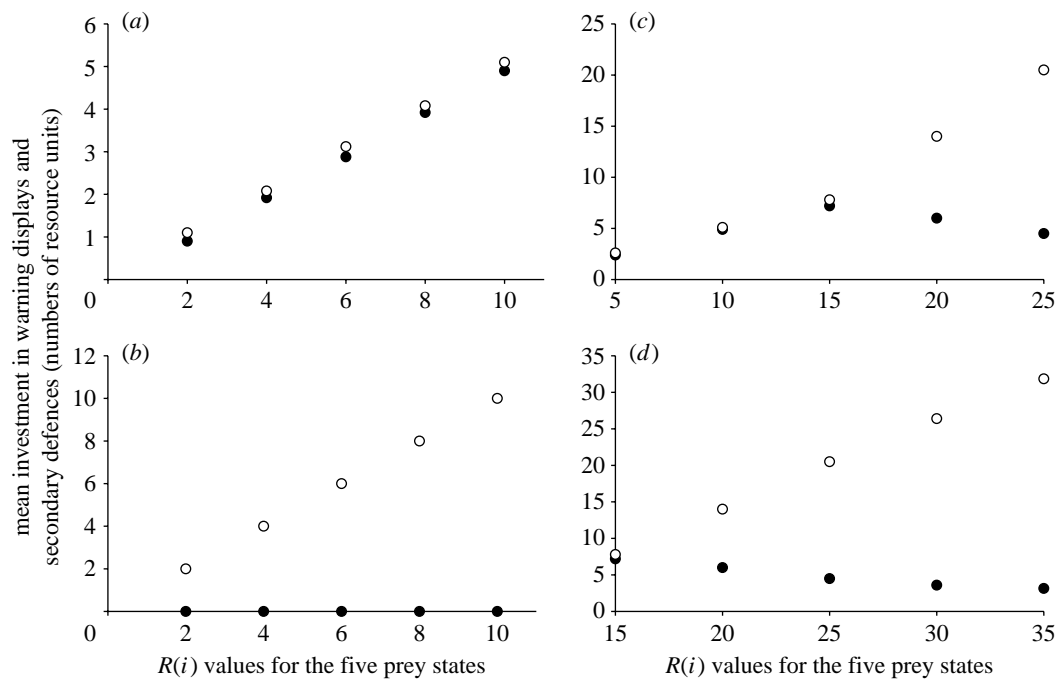 mean investment in warning displays and
secondary defences (numbers of resource units)
(a)
6
5
4
3
2
1
0
2 4 6 8 10
(c)
25
20
15
10
5
0
5 10 15 20 25
(b)
12
10
8
6
4
2
0
2 4 6 8 10
R(i) values for the five prey states
(d)
35
30
25
20
15
10
5
0
15 20 25 30 35
R(i) values for the five prey states